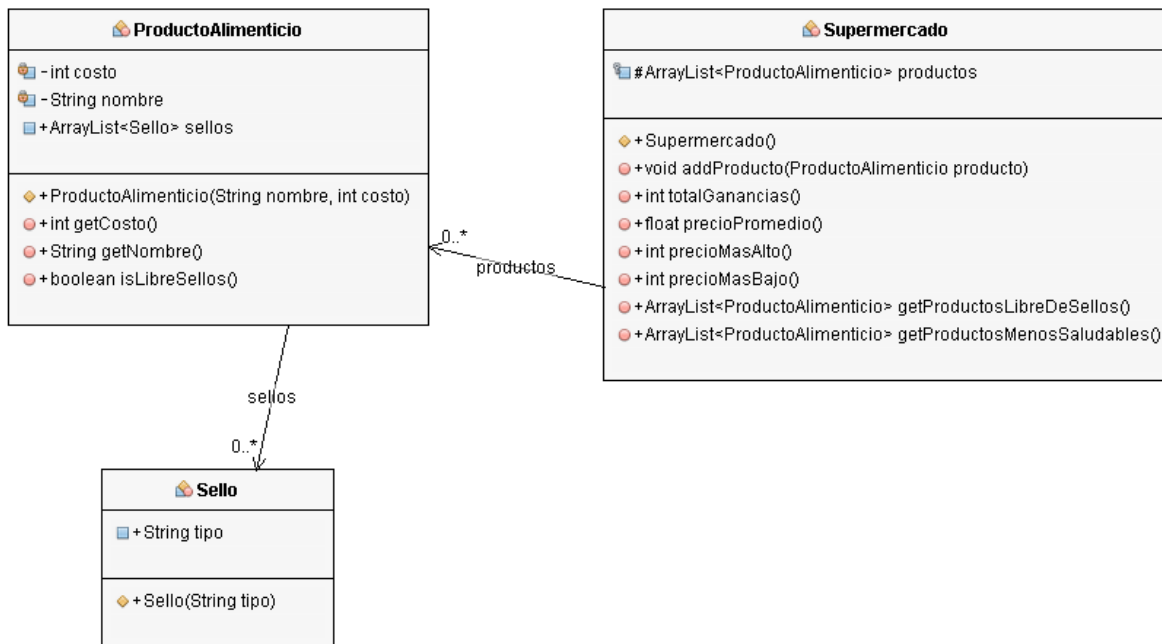 ProductoAlimenticio
- int costo
- String nombre
+ ArrayList<Sello> sellos
+ ProductoAlimenticio(String nombre, int costo)
+ int getCosto()
+ String getNombre()
+ boolean isLibreSellos()
Supermercado
# ArrayList<ProductoAlimenticio> productos
+ Supermercado()
+ void addProducto(ProductoAlimenticio producto)
+ int totalGanancias()
+ float precioPromedio()
+ int precioMasAlto()
+ int precioMasBajo()
+ ArrayList<ProductoAlimenticio> getProductosLibreDeSellos()
+ ArrayList<ProductoAlimenticio> getProductosMenosSaludables()
0..*
productos
sellos
0..*
Sello
+ String tipo
+ Sello(String tipo)